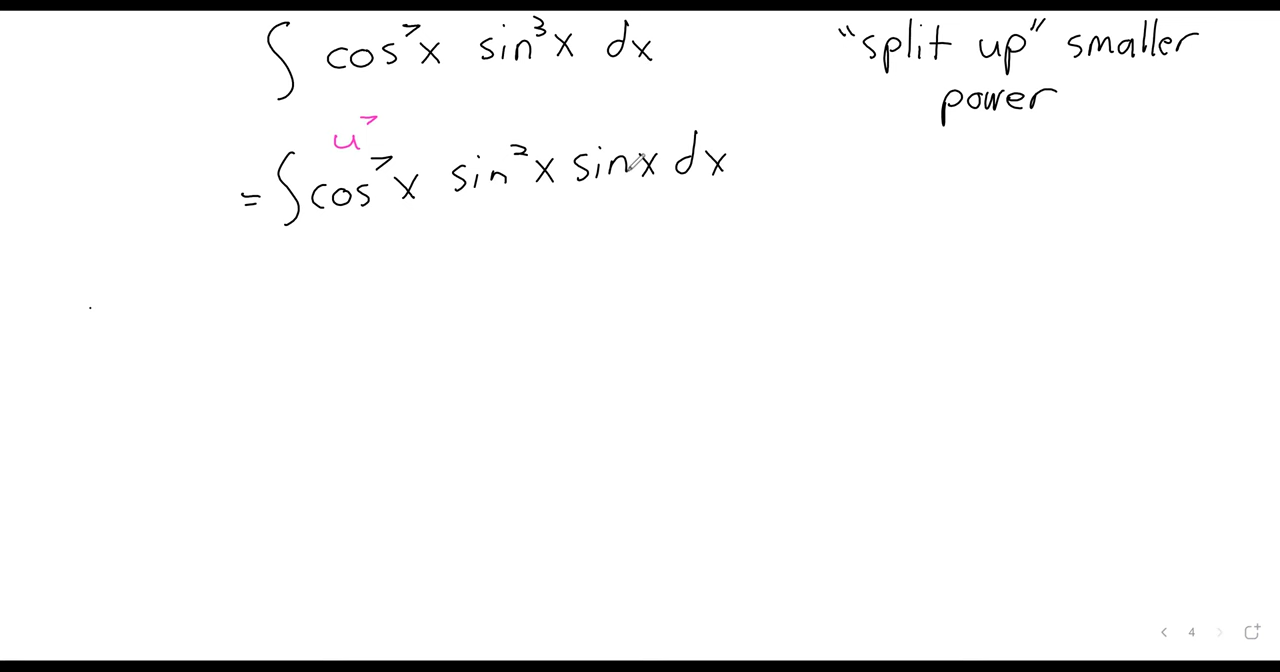 ∫ cos⁷x sin³x dx "split up" smaller
power
u⁷
= ∫ cos⁷x sin²x sinx dx
4